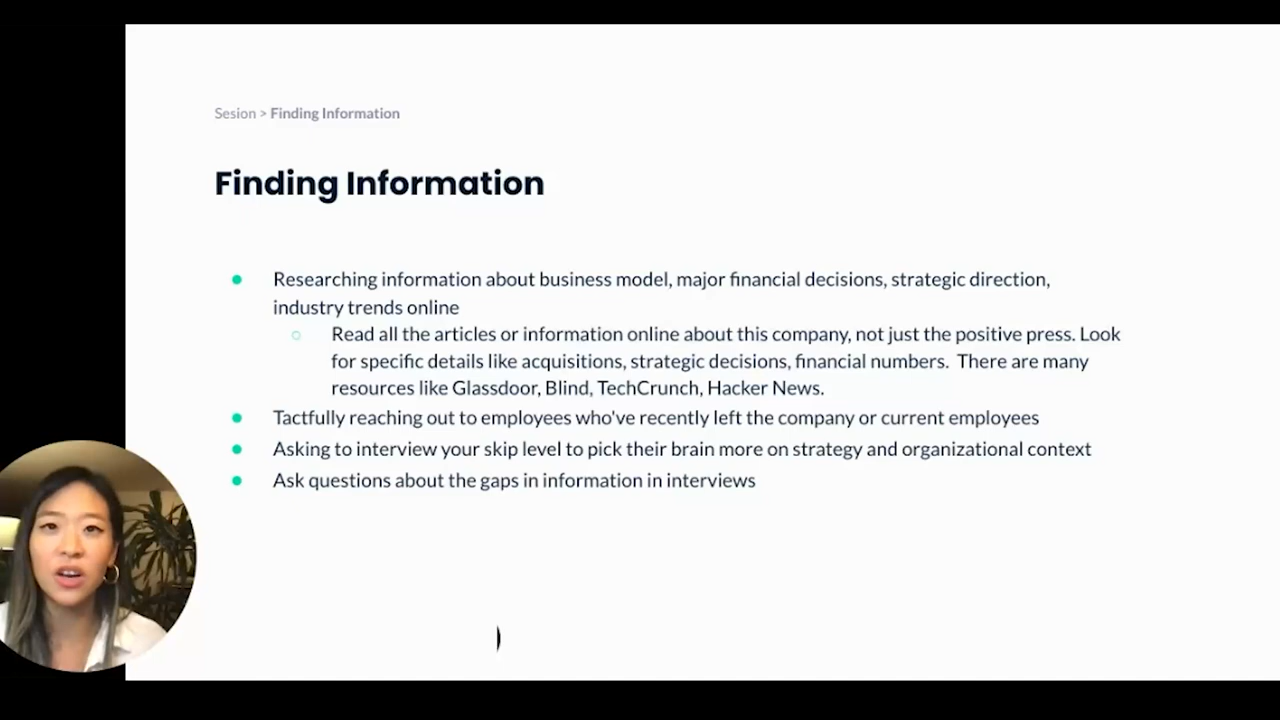 Sesion > Finding Information
Finding Information
Researching information about business model, major financial decisions, strategic direction,
industry trends online
Read all the articles or information online about this company, not just the positive press. Look
for specific details like acquisitions, strategic decisions, financial numbers.  There are many
resources like Glassdoor, Blind, TechCrunch, Hacker News.
Tactfully reaching out to employees who've recently left the company or current employees
Asking to interview your skip level to pick their brain more on strategy and organizational context
Ask questions about the gaps in information in interviews